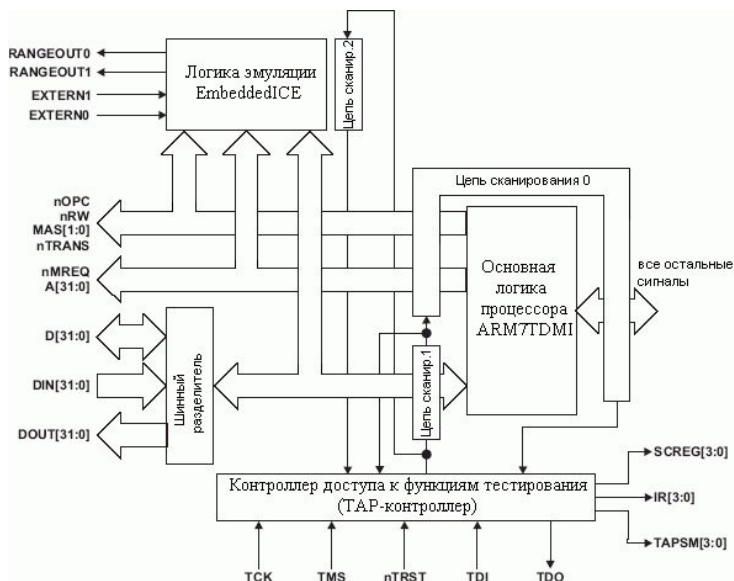 RANGEOUT0
RANGEOUT1
EXTERN1
EXTERN0
Логика эмуляции
EmbeddedICE
Цепь сканир.2
Цепь сканирования 0
nOPC
nRW
MAS[1:0]
nTRANS
nMREQ
A[31:0]
Основная
логика
процессора
ARM7TDMI
все остальные
сигналы
D[31:0]
DIN[31:0]
DOUT[31:0]
Шинный
разделитель
Цепь сканир.1
Контроллер доступа к функциям тестирования
(TAP-контроллер)
SCREG[3:0]
IR[3:0]
TAPSM[3:0]
TCK
TMS
nTRST
TDI
TDO